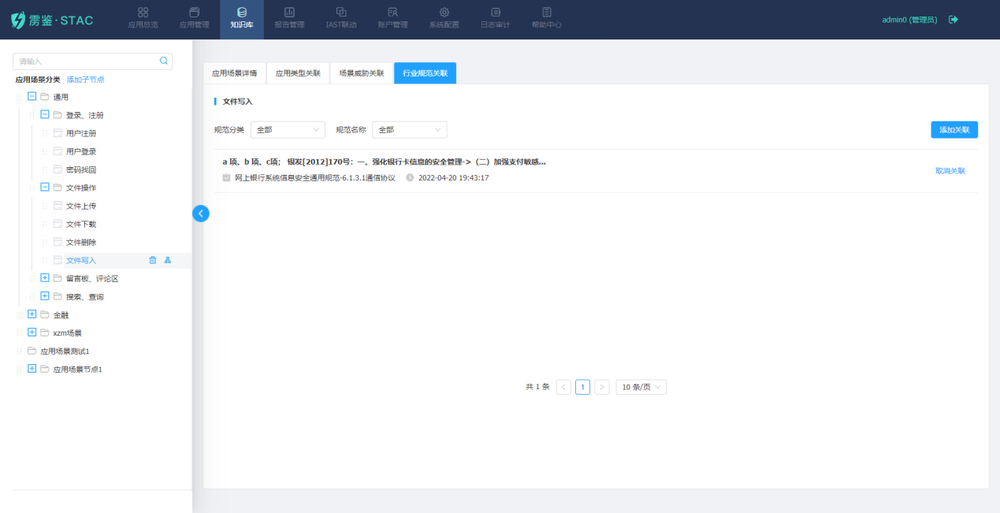 雳鉴·STAC
应用总览
应用管理
知识库
报告管理
IAST联动
账户管理
系统配置
日志审计
帮助中心
admin0 (管理员)
请输入
应用场景分类 添加子节点
通用
登录、注册
用户注册
用户登录
密码找回
文件操作
文件上传
文件下载
文件删除
文件写入
留言板、评论区
搜索、查询
金融
xzm场景
应用场景测试1
应用场景节点1
应用场景详情 应用类型关联 场景威胁关联 行业规范关联
文件写入
规范分类 全部 规范名称 全部 添加关联
a 项、b 项、c项； 银发[2012]170号：一、强化银行卡信息的安全管理->（二）加强支付敏感...
网上银行系统信息安全通用规范-6.1.3.1通信协议 2022-04-20 19:43:17
取消关联
共 1 条 < 1 > 10 条/页